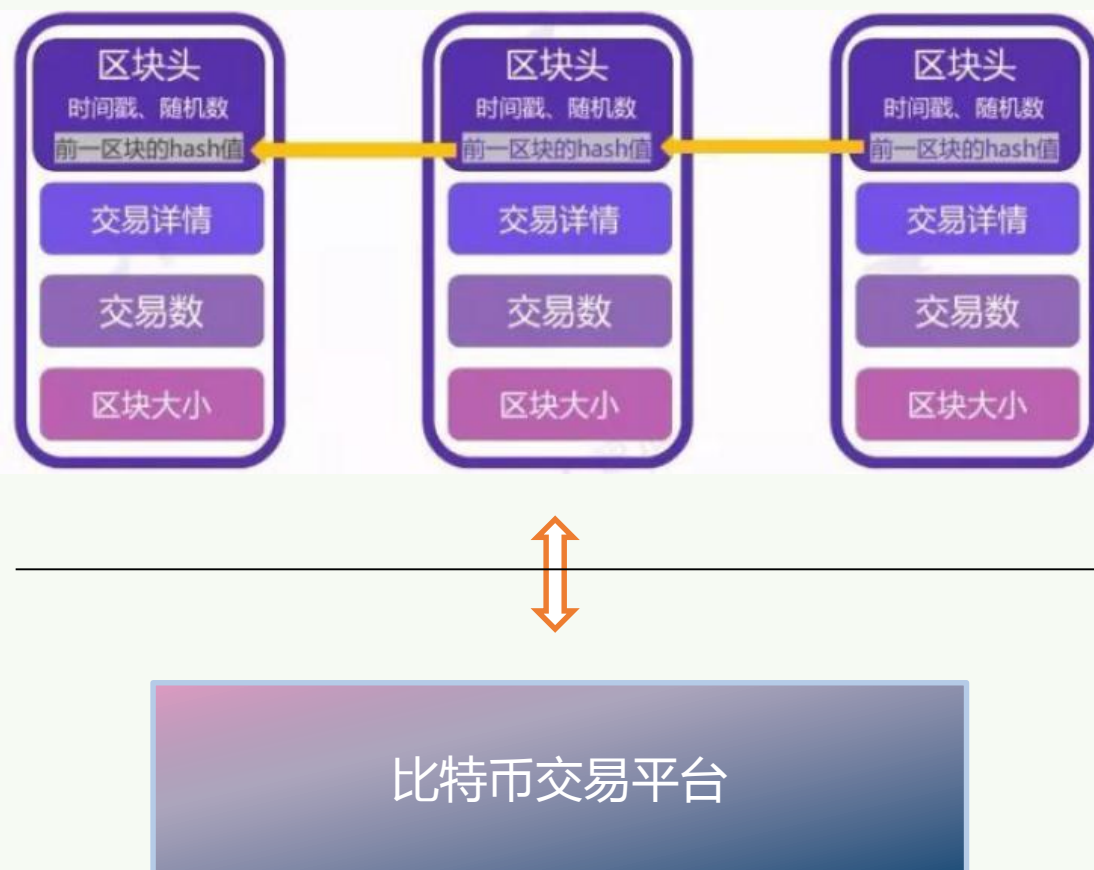 区块头
时间戳、随机数
前一区块的hash值
交易详情
交易数
区块大小
区块头
时间戳、随机数
前一区块的hash值
交易详情
交易数
区块大小
区块头
时间戳、随机数
前一区块的hash值
交易详情
交易数
区块大小
比特币交易平台